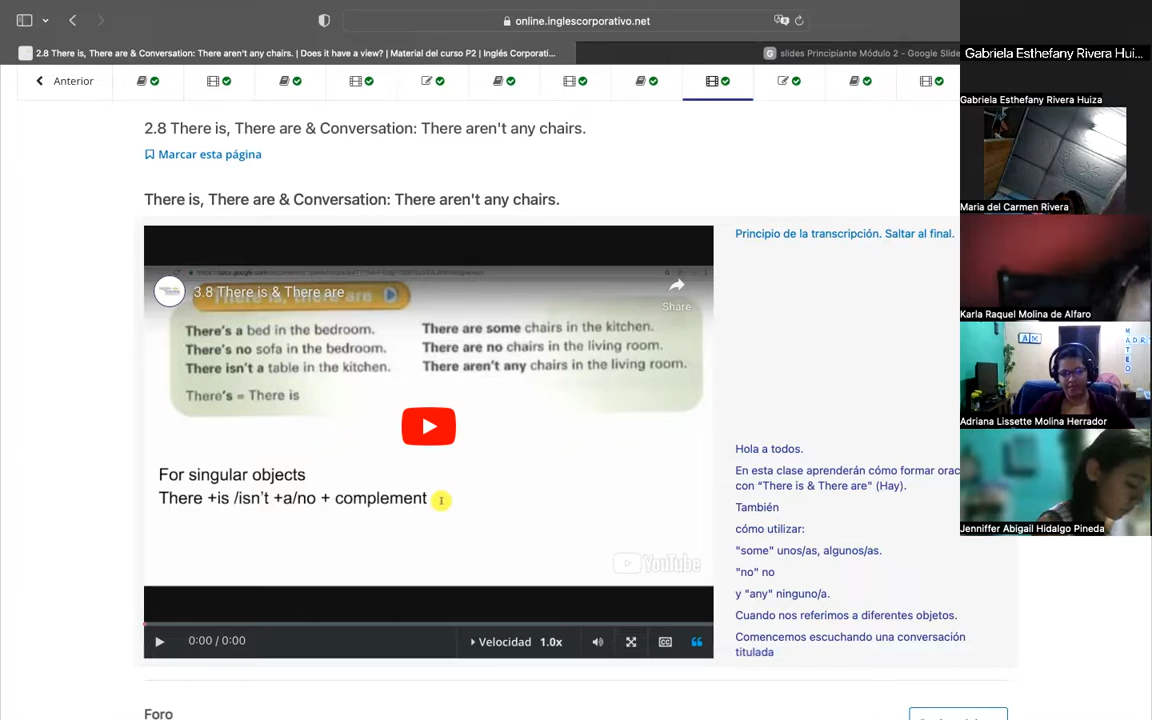 online.inglescorporativo.net
2.8 There is, There are & Conversation: There aren't any chairs. | Does it have a view? | Material del curso P2 | Inglés Corporati...
slides Principiante Módulo 2 - Google Slide
Gabriela Esthefany Rivera Hui...
Anterior
Gabriela Esthefany Rivera Huiza
2.8 There is, There are & Conversation: There aren't any chairs.
Marcar esta página
Maria del Carmen Rivera
There is, There are & Conversation: There aren't any chairs.
Principio de la transcripción. Saltar al final.
3.8 There is & There are
Share
There's a bed in the bedroom.
There's no sofa in the bedroom.
There isn't a table in the kitchen.
There's = There is
There are some chairs in the kitchen.
There are no chairs in the living room.
There aren't any chairs in the living room.
Karla Raquel Molina de Alfaro
MATEO
ADR
Adriana Lissette Molina Herrador
For singular objects
There +is /isn't +a/no + complement
YouTube
Hola a todos.
En esta clase aprenderán cómo formar orac
con "There is & There are" (Hay).
También
cómo utilizar:
"some" unos/as, algunos/as.
"no" no
y "any" ninguno/a.
Cuando nos referimos a diferentes objetos.
Comencemos escuchando una conversación
titulada
Jenniffer Abigail Hidalgo Pineda
0:00 / 0:00
Velocidad 1.0x
Foro